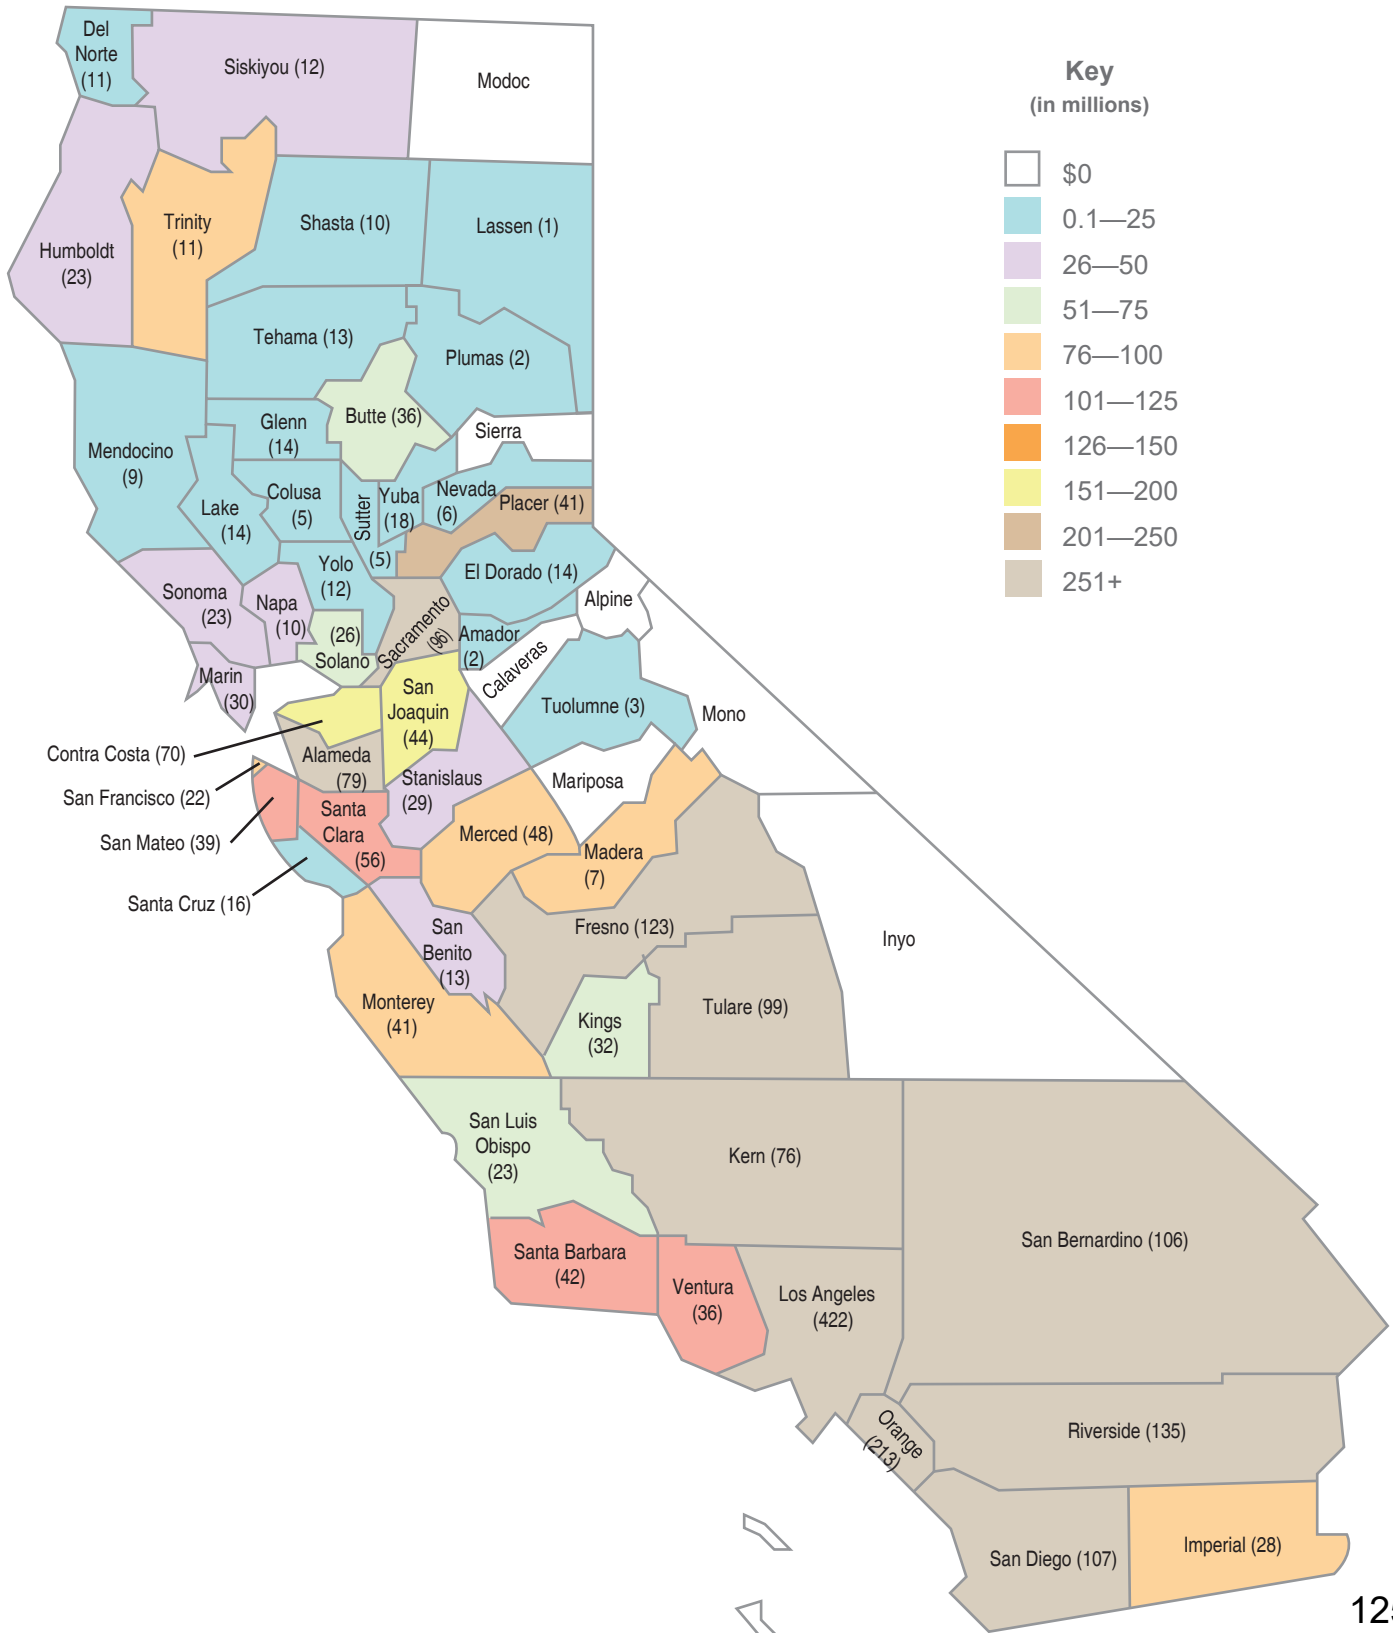 Del
Norte
(11)
Siskiyou (12)
Modoc
Key
(in millions)
$0
0.1—25
26—50
51—75
76—100
101—125
126—150
151—200
201—250
251+
Humboldt
(23)
Trinity
(11)
Shasta (10)
Lassen (1)
Tehama (13)
Plumas (2)
Butte (36)
Glenn
(14)
Sierra
Mendocino
(9)
Lake
(14)
Colusa
(5)
Sutter
(5)
Yuba
(18)
Nevada
(6)
Placer (41)
Yolo
(12)
El Dorado (14)
Sonoma
(23)
Napa
(10)
(26)
Solano
Sacramento
(96)
Amador
(2)
Alpine
Calaveras
Marin
(30)
San
Joaquin
(44)
Tuolumne (3)
Mono
Contra Costa (70)
Alameda
(79)
Stanislaus
(29)
Mariposa
San Francisco (22)
San Mateo (39)
Santa
Clara
(56)
Merced (48)
Madera
(7)
Santa Cruz (16)
San
Benito
(13)
Fresno (123)
Inyo
Monterey
(41)
Kings
(32)
Tulare (99)
San Luis
Obispo
(23)
Kern (76)
San Bernardino (106)
Santa Barbara
(42)
Ventura
(36)
Los Angeles
(422)
Orange
(213)
Riverside (135)
San Diego (107)
Imperial (28)
125